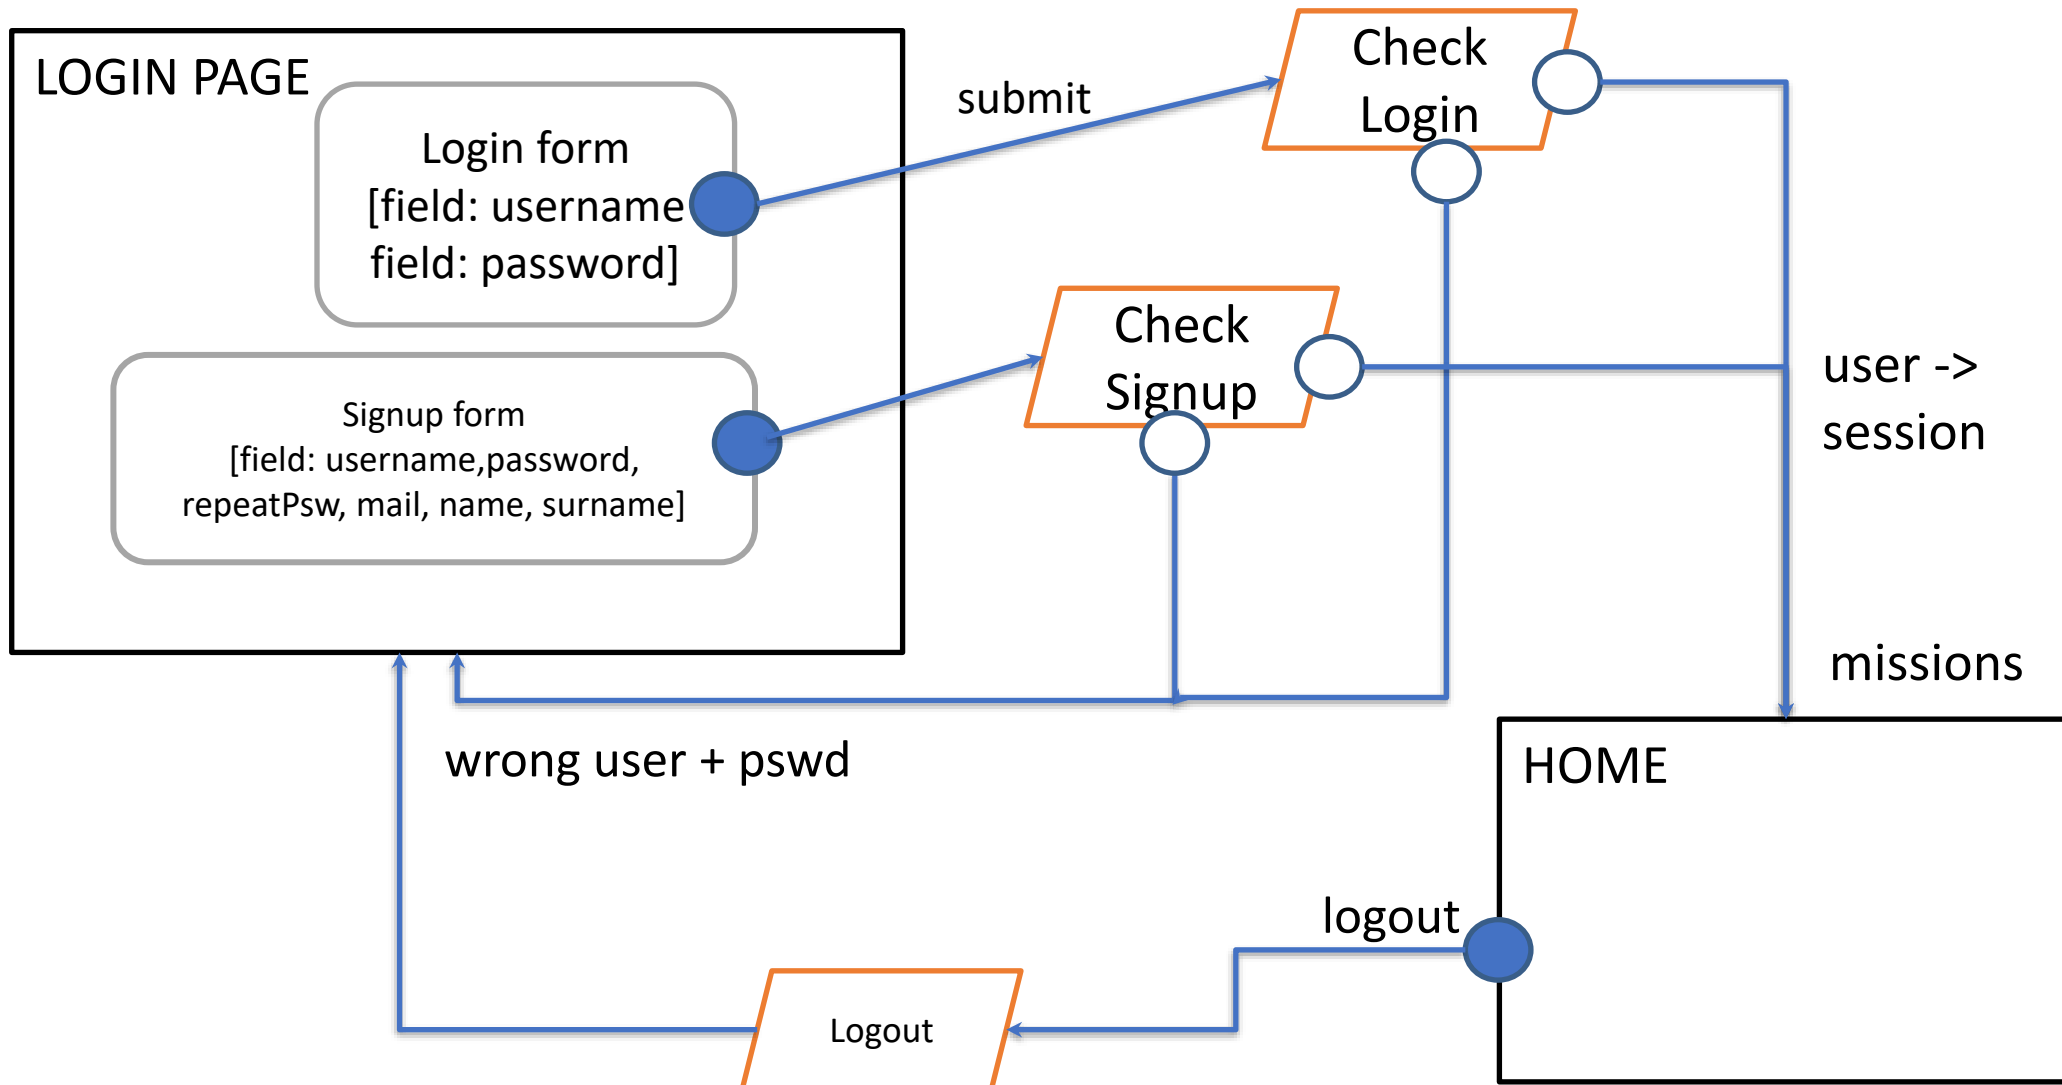 LOGIN PAGE
Login form
[field: username
field: password]
Signup form
[field: username,password,
repeatPsw, mail, name, surname]
submit
Check
Login
Check
Signup
user ->
session
missions
wrong user + pswd
HOME
logout
Logout